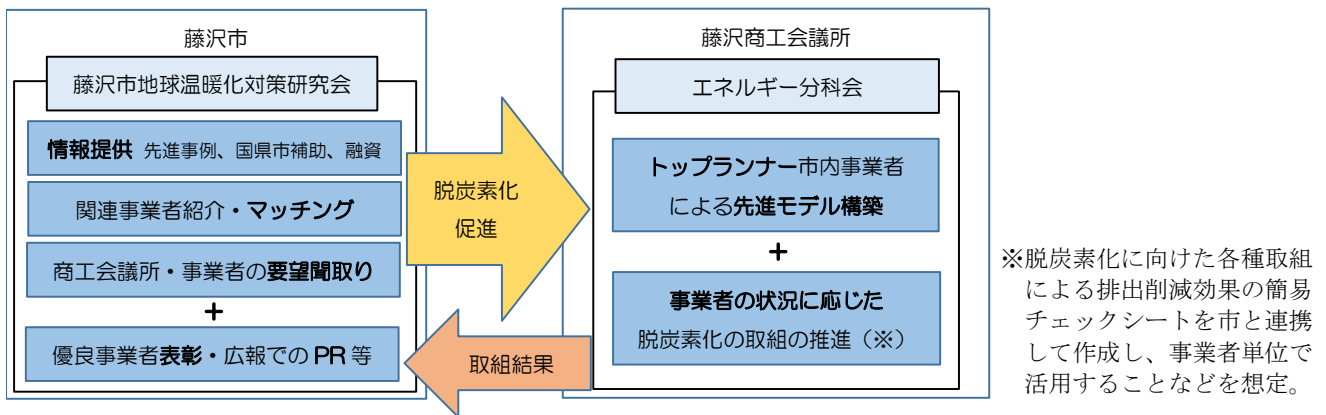 藤沢市
藤沢市地球温暖化対策研究会
情報提供 先進事例、国県市補助、融資
関連事業者紹介・マッチング
商工会議所・事業者の要望聞取り
+
優良事業者表彰・広報での PR 等
脱炭素化
促進
取組結果
藤沢商工会議所
エネルギー分科会
トップランナー市内事業者
による先進モデル構築
+
事業者の状況に応じた
脱炭素化の取組の推進（※）
※脱炭素化に向けた各種取組
による排出削減効果の簡易
チェックシートを市と連携
して作成し、事業者単位で
活用することなどを想定。